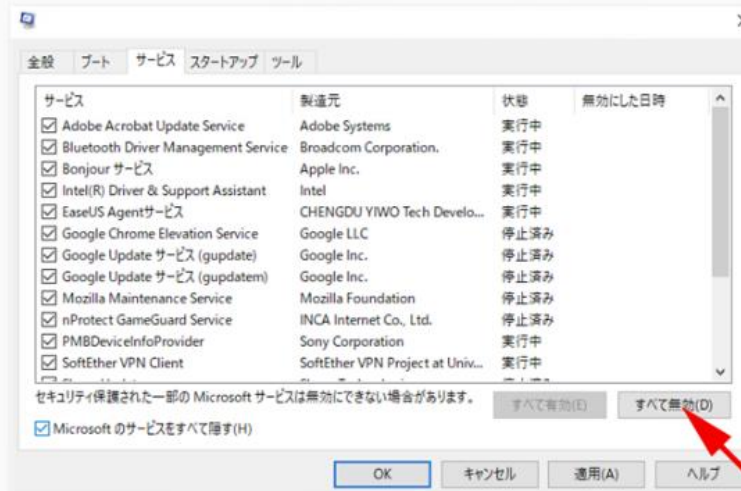 全般 ブート サービス スタートアップ ツール
サービス 製造元 状態 無効にした日時
Adobe Acrobat Update Service Adobe Systems 実行中
Bluetooth Driver Management Service Broadcom Corporation. 実行中
Bonjour サービス Apple Inc. 実行中
Intel(R) Driver & Support Assistant Intel 実行中
EaseUS Agentサービス CHENGDU YIWO Tech Develo... 実行中
Google Chrome Elevation Service Google LLC 停止済み
Google Update サービス (gupdate) Google Inc. 停止済み
Google Update サービス (gupdatem) Google Inc. 停止済み
Mozilla Maintenance Service Mozilla Foundation 停止済み
nProtect GameGuard Service INCA Internet Co., Ltd. 停止済み
PMBDeviceInfoProvider Sony Corporation 実行中
SoftEther VPN Client SoftEther VPN Project at Univ... 実行中
セキュリティ保護された一部の Microsoft サービスは無効にできない場合があります。
すべて有効(E) すべて無効(D)
Microsoft のサービスをすべて隠す(H)
OK キャンセル 適用(A) ヘルプ